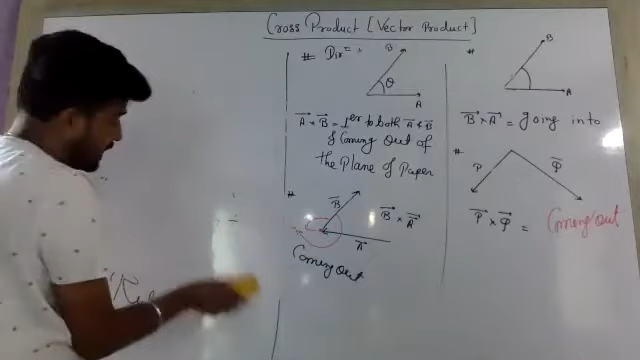 Cross Product [Vector Product]
# Dirⁿ = :
B
θ
A
A⃗ × B⃗ = ⊥er to both A⃗ & B⃗
& Coming Out of
the Plane of Paper
#
B⃗
B⃗ × A⃗
A⃗
Coming Out
#
B
A
B⃗ × A⃗ = going into
#
P
Q⃗
P⃗ × Q⃗ = Coming out